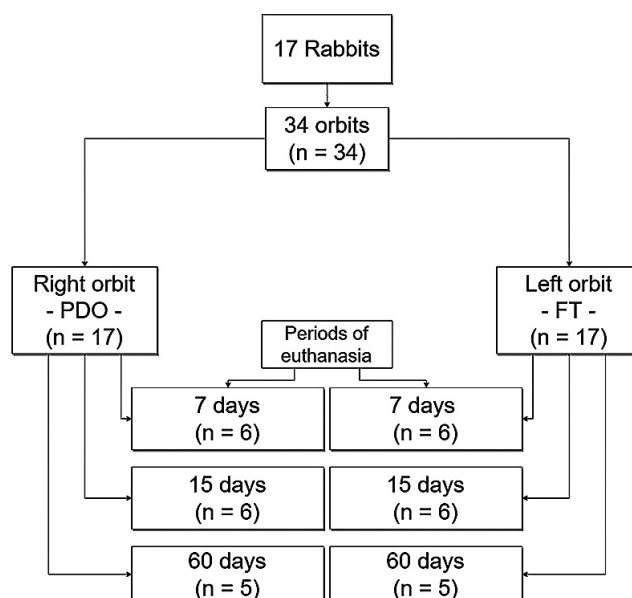 17 Rabbits
34 orbits
(n = 34)
Right orbit
- PDO -
(n = 17)
Left orbit
- FT -
(n = 17)
Periods of
euthanasia
7 days
(n = 6)
7 days
(n = 6)
15 days
(n = 6)
15 days
(n = 6)
60 days
(n = 5)
60 days
(n = 5)